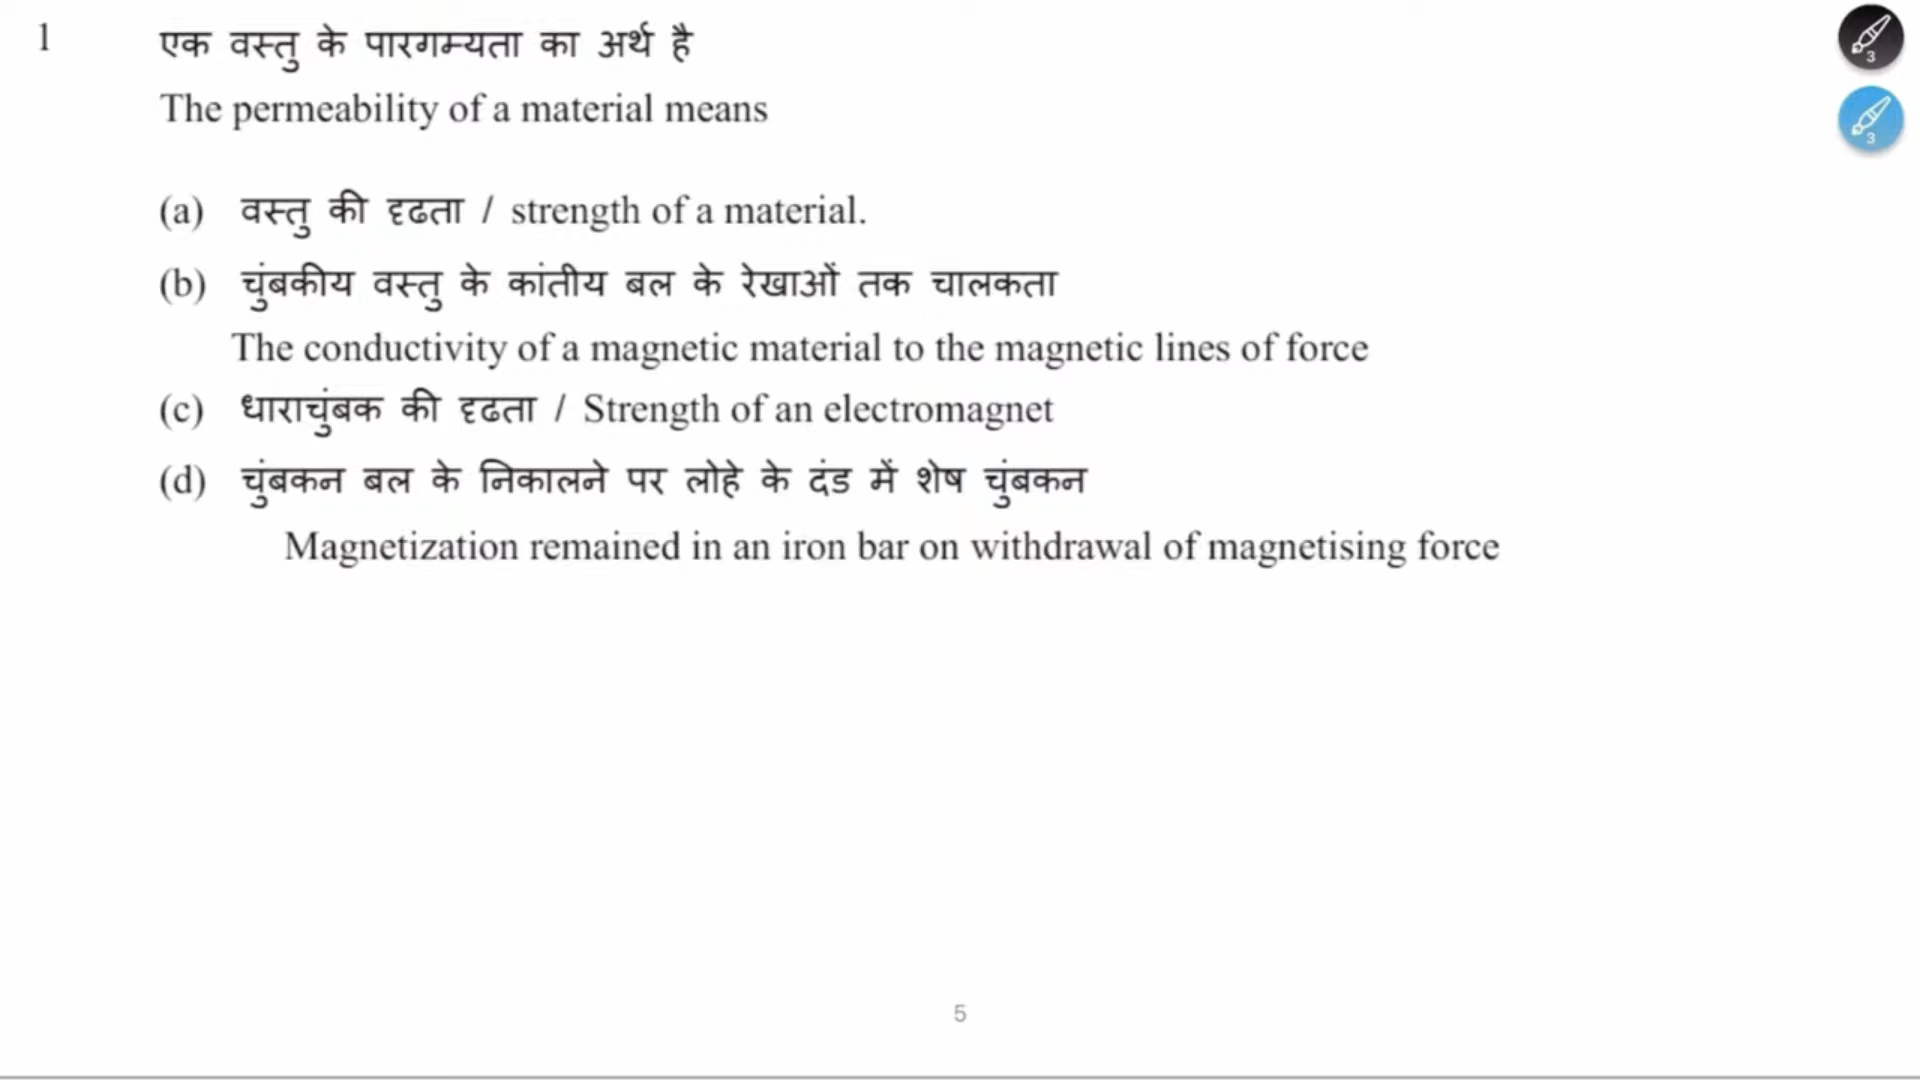 1 एक वस्तु के पारगम्यता का अर्थ है
The permeability of a material means
(a) वस्तु की दृढता / strength of a material.
(b) चुंबकीय वस्तु के कांतीय बल के रेखाओं तक चालकता
The conductivity of a magnetic material to the magnetic lines of force
(c) धाराचुंबक की दृढता / Strength of an electromagnet
(d) चुंबकन बल के निकालने पर लोहे के दंड में शेष चुंबकन
Magnetization remained in an iron bar on withdrawal of magnetising force
3
3
5